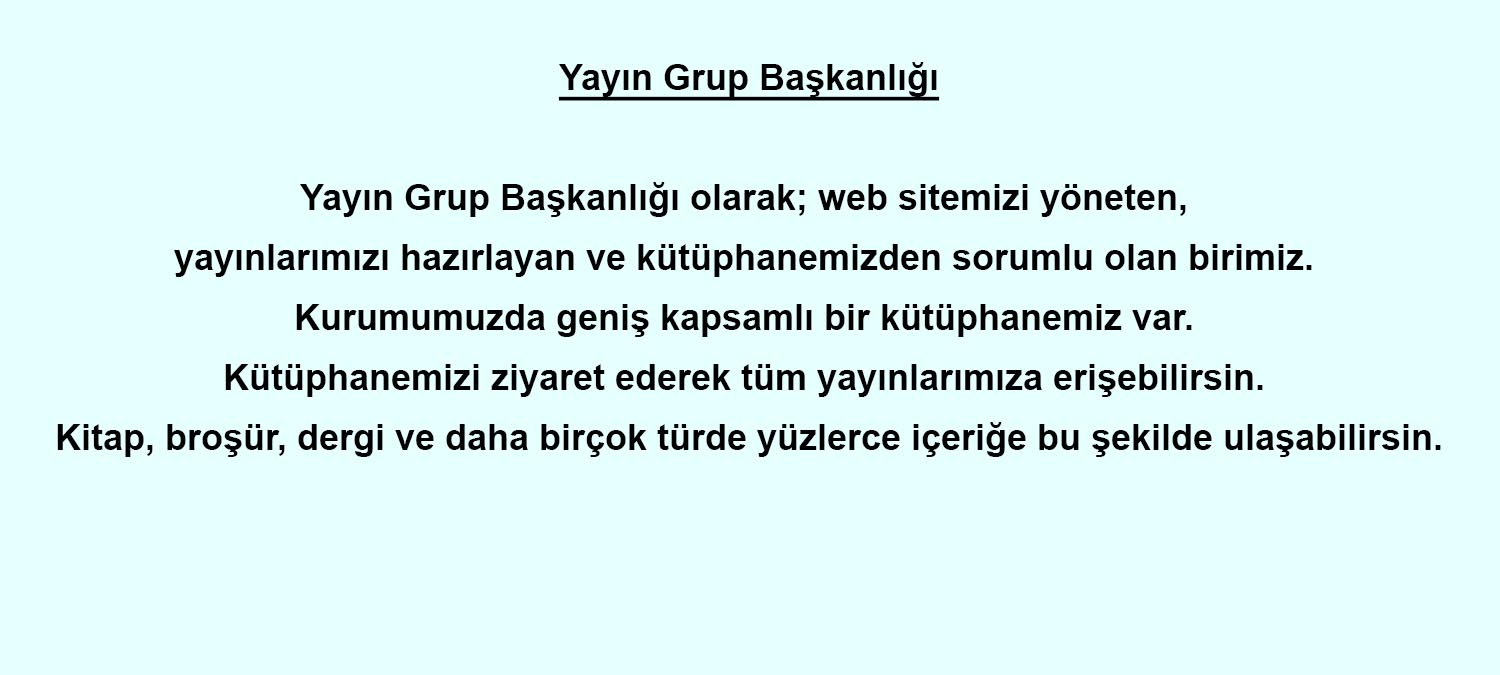 Yayın Grup Başkanlığı
Yayın Grup Başkanlığı olarak; web sitemizi yöneten,
yayınlarımızı hazırlayan ve kütüphanemizden sorumlu olan birimiz.
Kurumumuzda geniş kapsamlı bir kütüphanemiz var.
Kütüphanemizi ziyaret ederek tüm yayınlarımıza erişebilirsin.
Kitap, broşür, dergi ve daha birçok türde yüzlerce içeriğe bu şekilde ulaşabilirsin.